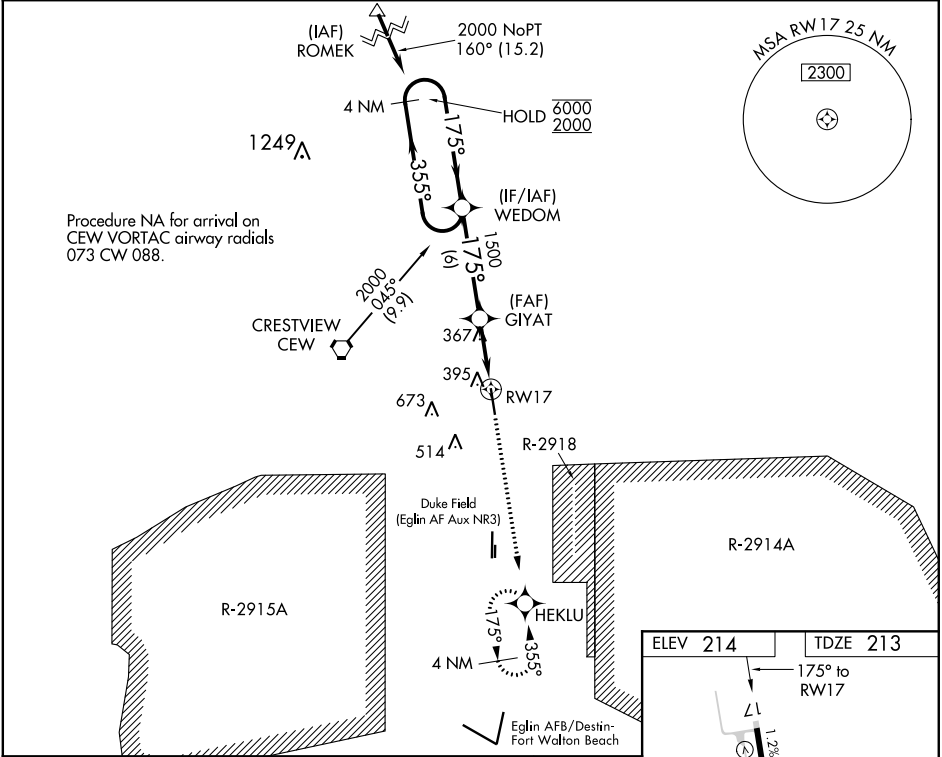 (IAF)
ROMEK
2000 NoPT
160° (15.2)
MSA RW17 25 NM
2300
4 NM
HOLD 6000
2000
175°
355°
1249
(IF/IAF)
WEDOM
Procedure NA for arrival on
CEW VORTAC airway radials
073 CW 088.
1500
175°
(6)
2000
045°
(9.9)
CRESTVIEW
CEW
(FAF)
GIYAT
367
395
RW17
673
514
R-2918
Duke Field
(Eglin AF Aux NR3)
R-2914A
R-2915A
HEKLU
175°
355°
4 NM
Eglin AFB/Destin-
Fort Walton Beach
ELEV 214
TDZE 213
175° to
RW17
17
1.2%
V